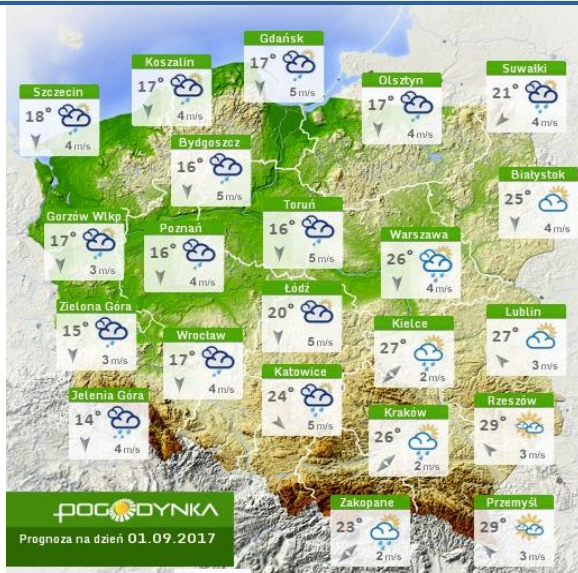 Gdańsk
17°
5 m/s
Koszalin
17°
4 m/s
Suwałki
21°
4 m/s
Olsztyn
17°
4 m/s
Szczecin
18°
4 m/s
Bydgoszcz
16°
5 m/s
Białystok
25°
4 m/s
Toruń
16°
5 m/s
Gorzów Wlkp
17°
3 m/s
Poznań
16°
4 m/s
Warszawa
26°
4 m/s
Łódź
20°
5 m/s
Zielona Góra
15°
3 m/s
Lublin
27°
3 m/s
Kielce
27°
2 m/s
Wrocław
17°
4 m/s
Katowice
24°
5 m/s
Jelenia Góra
14°
4 m/s
Rzeszów
29°
3 m/s
Kraków
26°
2 m/s
Zakopane
23°
2 m/s
Przemyśl
29°
3 m/s
POGODYNKA
Prognoza na dzień 01.09.2017